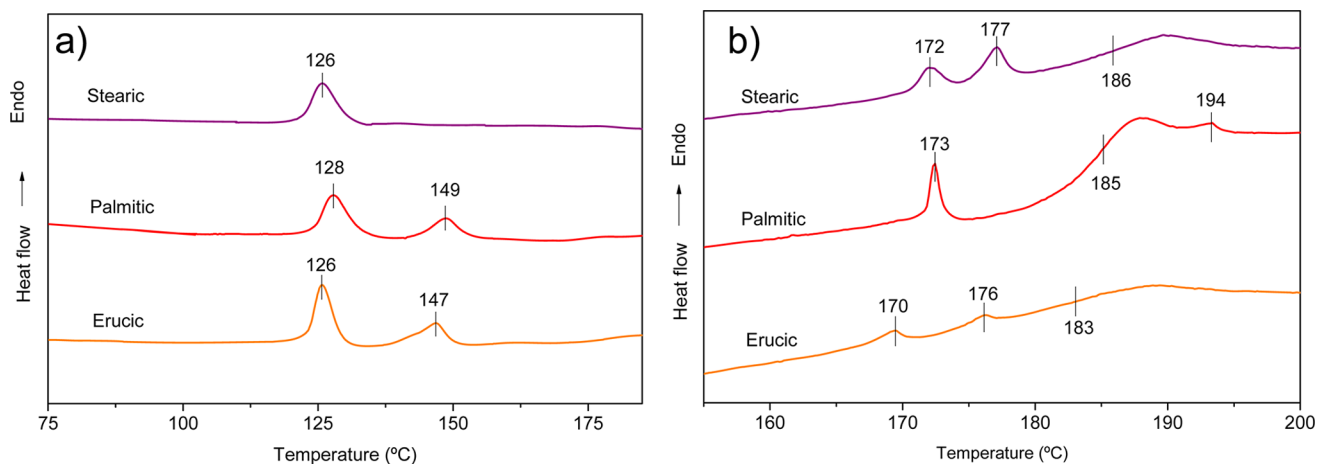 a)
Heat flow → Endo
Stearic
126
Palmitic
128
149
Erucic
126
147
75
100
125
150
175
Temperature (ºC)
b)
Heat flow → Endo
Stearic
172
177
186
Palmitic
173
185
194
Erucic
170
176
183
160
170
180
190
200
Temperature (ºC)